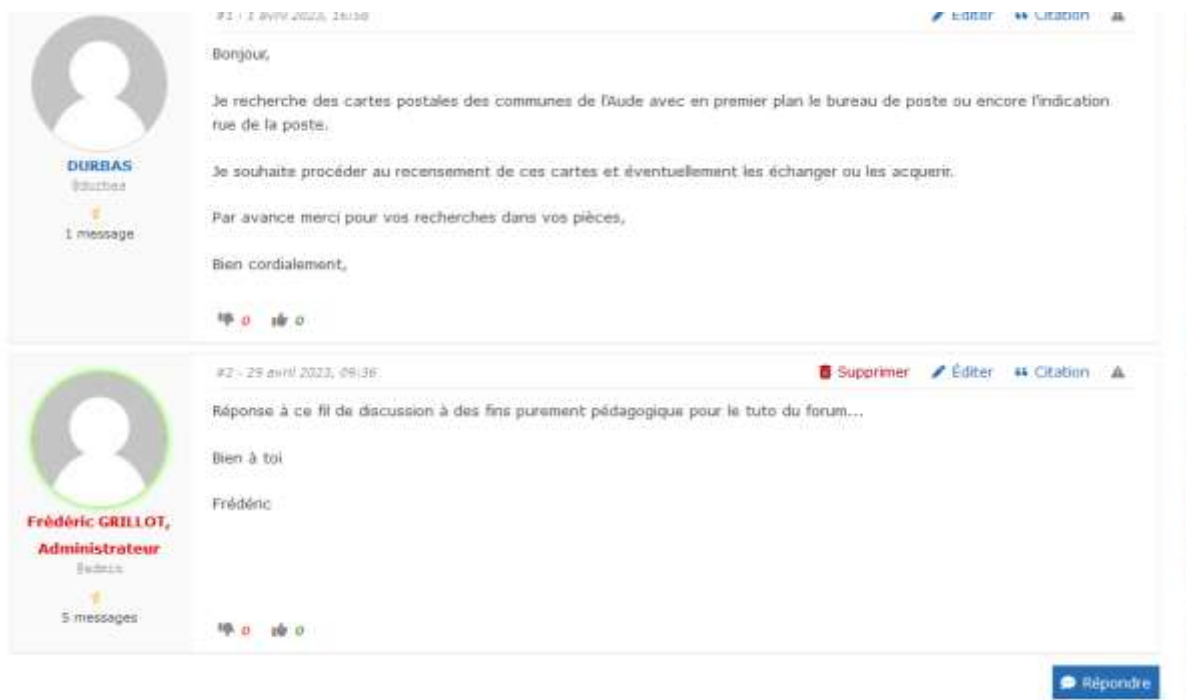 #1 - 1 avril 2023, 16:58 Éditer Citation
Bonjour,
Je recherche des cartes postales des communes de l'Aude avec en premier plan le bureau de poste ou encore l'indication
rue de la poste.
DURBAS
@durbas
1 message
Je souhaite procéder au recensement de ces cartes et éventuellement les échanger ou les acquerir.
Par avance merci pour vos recherches dans vos pièces,
Bien cordialement,
0 0
#2 - 29 avril 2023, 09:36 Supprimer Éditer Citation
Réponse à ce fil de discussion à des fins purement pédagogique pour le tuto du forum...
Bien à toi
Frédéric
Frédéric GRILLOT,
Administrateur
@admin
5 messages
0 0
Répondre